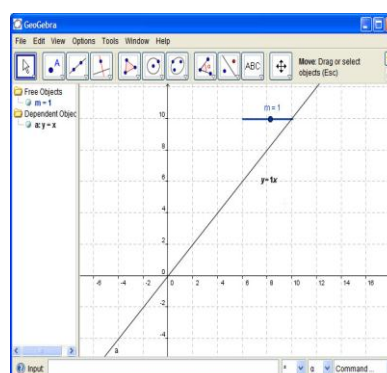 GeoGebra
File Edit View Options Tools Window Help
A
ABC
Move: Drag or select
objects (Esc)
Free Objects
m = 1
Dependent Objec
a: y = x
m = 1
y=1x
10
8
6
4
2
0
-2
-4
-6 -4 -2 0 2 4 6 8 10 12 14 16
a
Input:
α
Command...